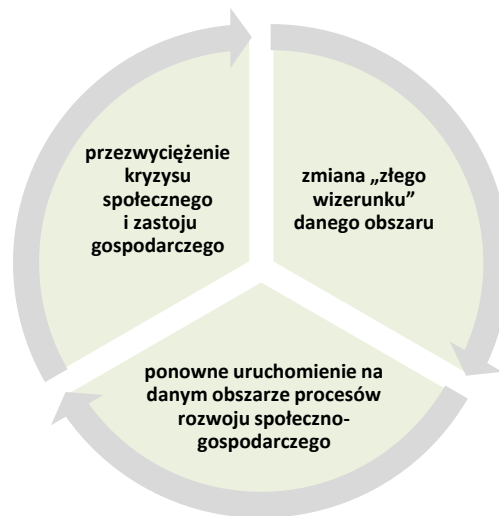 przezwyciężenie
kryzysu
społecznego
i zastoju
gospodarczego
zmiana „złego
wizerunku”
danego obszaru
ponowne uruchomienie na
danym obszarze procesów
rozwoju społeczno-
gospodarczego